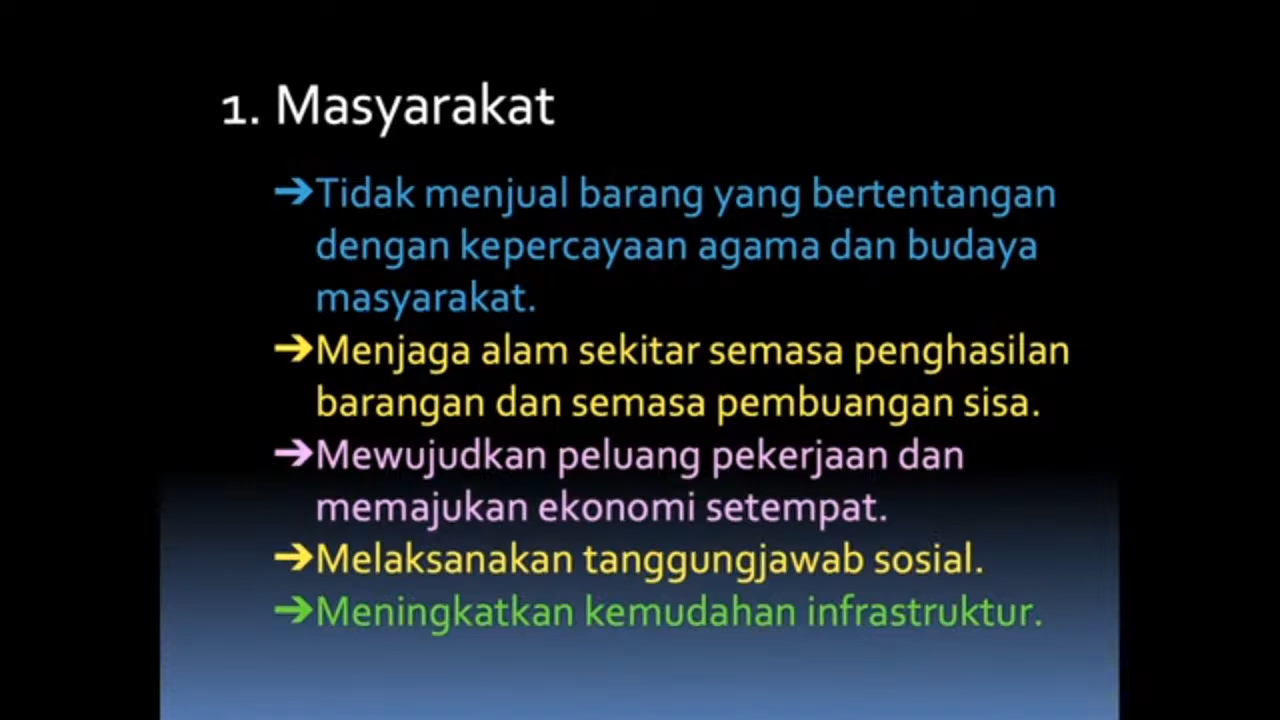 1. Masyarakat
➔Tidak menjual barang yang bertentangan
dengan kepercayaan agama dan budaya
masyarakat.
➔Menjaga alam sekitar semasa penghasilan
barangan dan semasa pembuangan sisa.
➔Mewujudkan peluang pekerjaan dan
memajukan ekonomi setempat.
➔Melaksanakan tanggungjawab sosial.
➔Meningkatkan kemudahan infrastruktur.